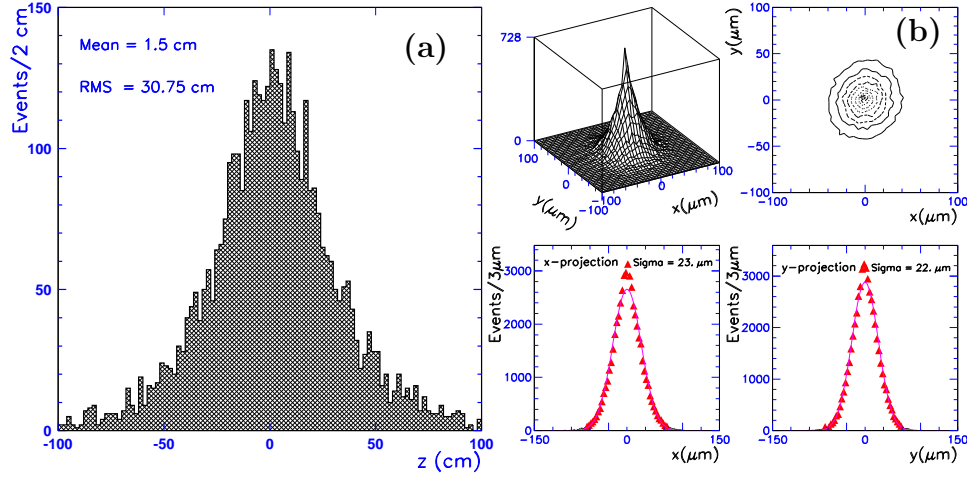 Events/2 cm
150
100
50
0
-100
-50
0
50
100
z (cm)
Mean = 1.5 cm
RMS = 30.75 cm
(a)
728
0
100
0
-100
y(μm)
-100
0
100
x(μm)
(b)
y(μm)
100
50
0
-50
-100
-100
0
100
x(μm)
Events/3μm
3000
2000
1000
0
-150
0
150
x(μm)
x-projection
Sigma = 23. μm
Events/3μm
3000
2000
1000
0
-150
0
150
y(μm)
y-projection
Sigma = 22. μm